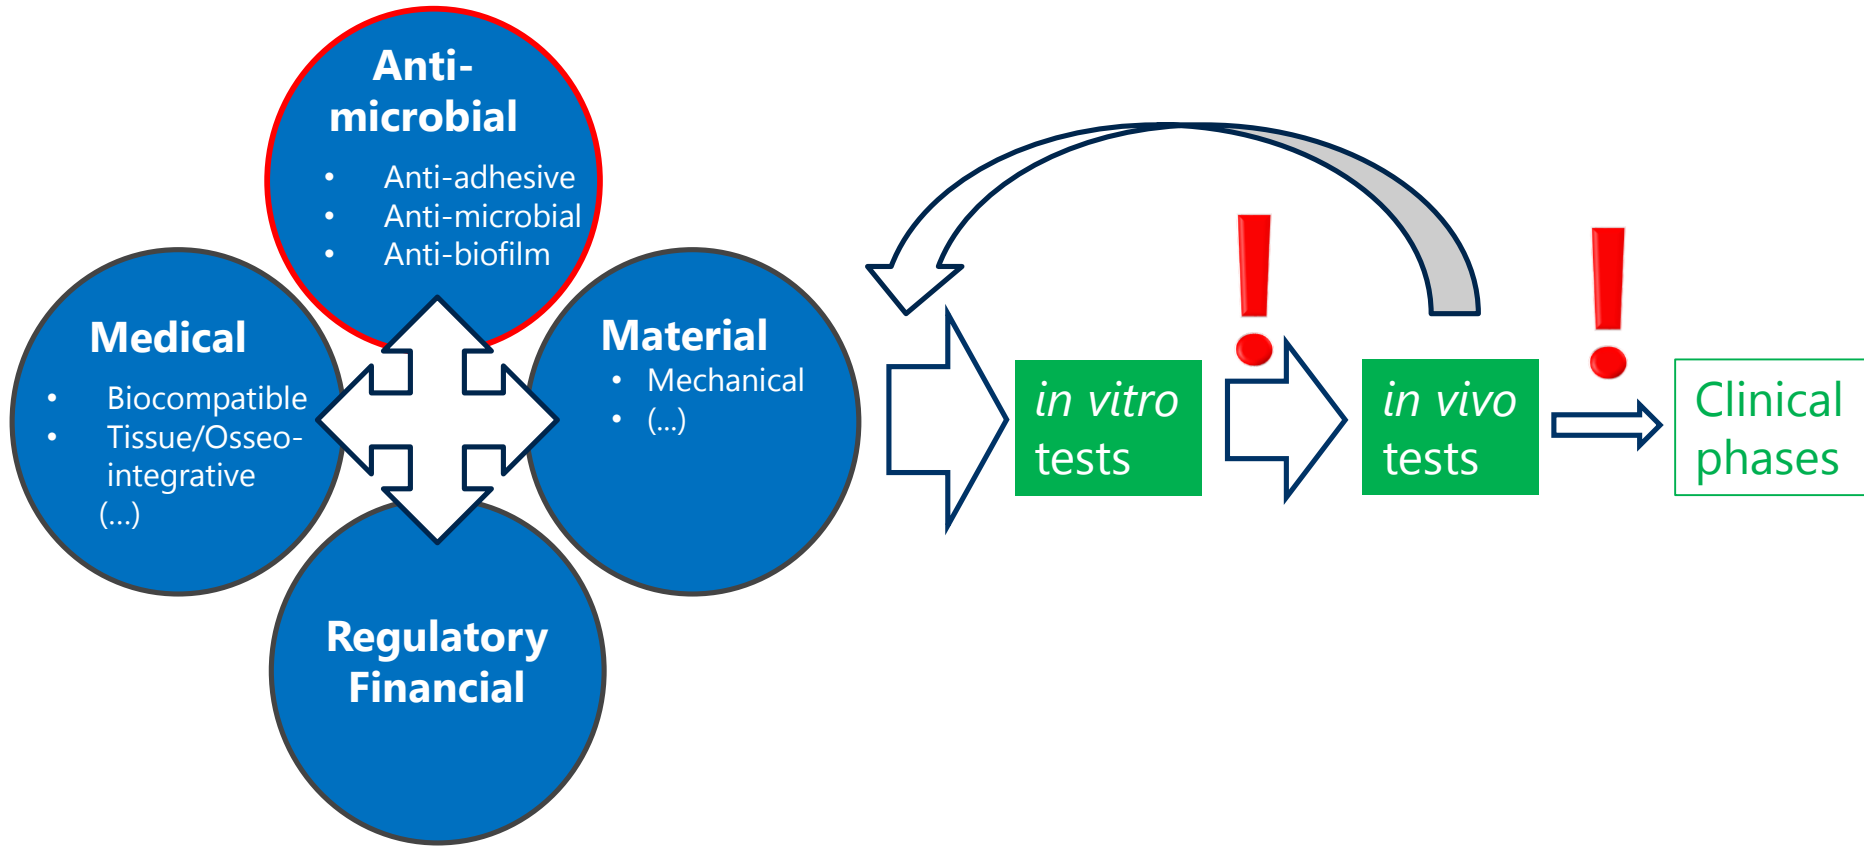 Anti-
microbial
• Anti-adhesive
• Anti-microbial
• Anti-biofilm
Medical
• Biocompatible
• Tissue/Osseo-
integrative
(...)
Material
• Mechanical
• (...)
Regulatory
Financial
in vitro
tests
in vivo
tests
Clinical
phases